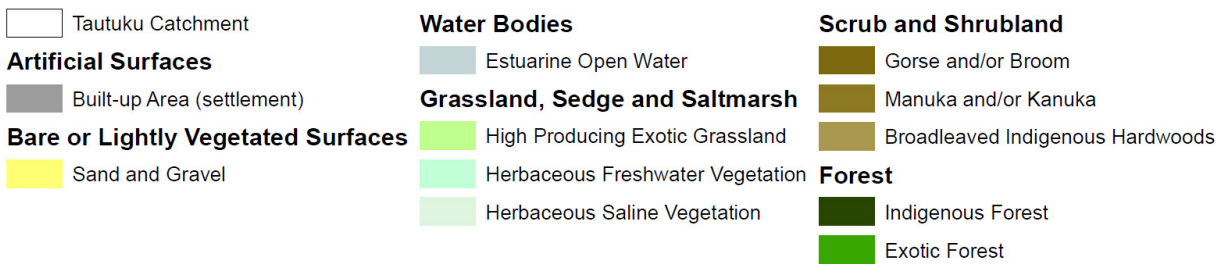 Tautuku Catchment
Artificial Surfaces
Built-up Area (settlement)
Bare or Lightly Vegetated Surfaces
Sand and Gravel
Water Bodies
Estuarine Open Water
Grassland, Sedge and Saltmarsh
High Producing Exotic Grassland
Herbaceous Freshwater Vegetation
Herbaceous Saline Vegetation
Scrub and Shrubland
Gorse and/or Broom
Manuka and/or Kanuka
Broadleaved Indigenous Hardwoods
Forest
Indigenous Forest
Exotic Forest